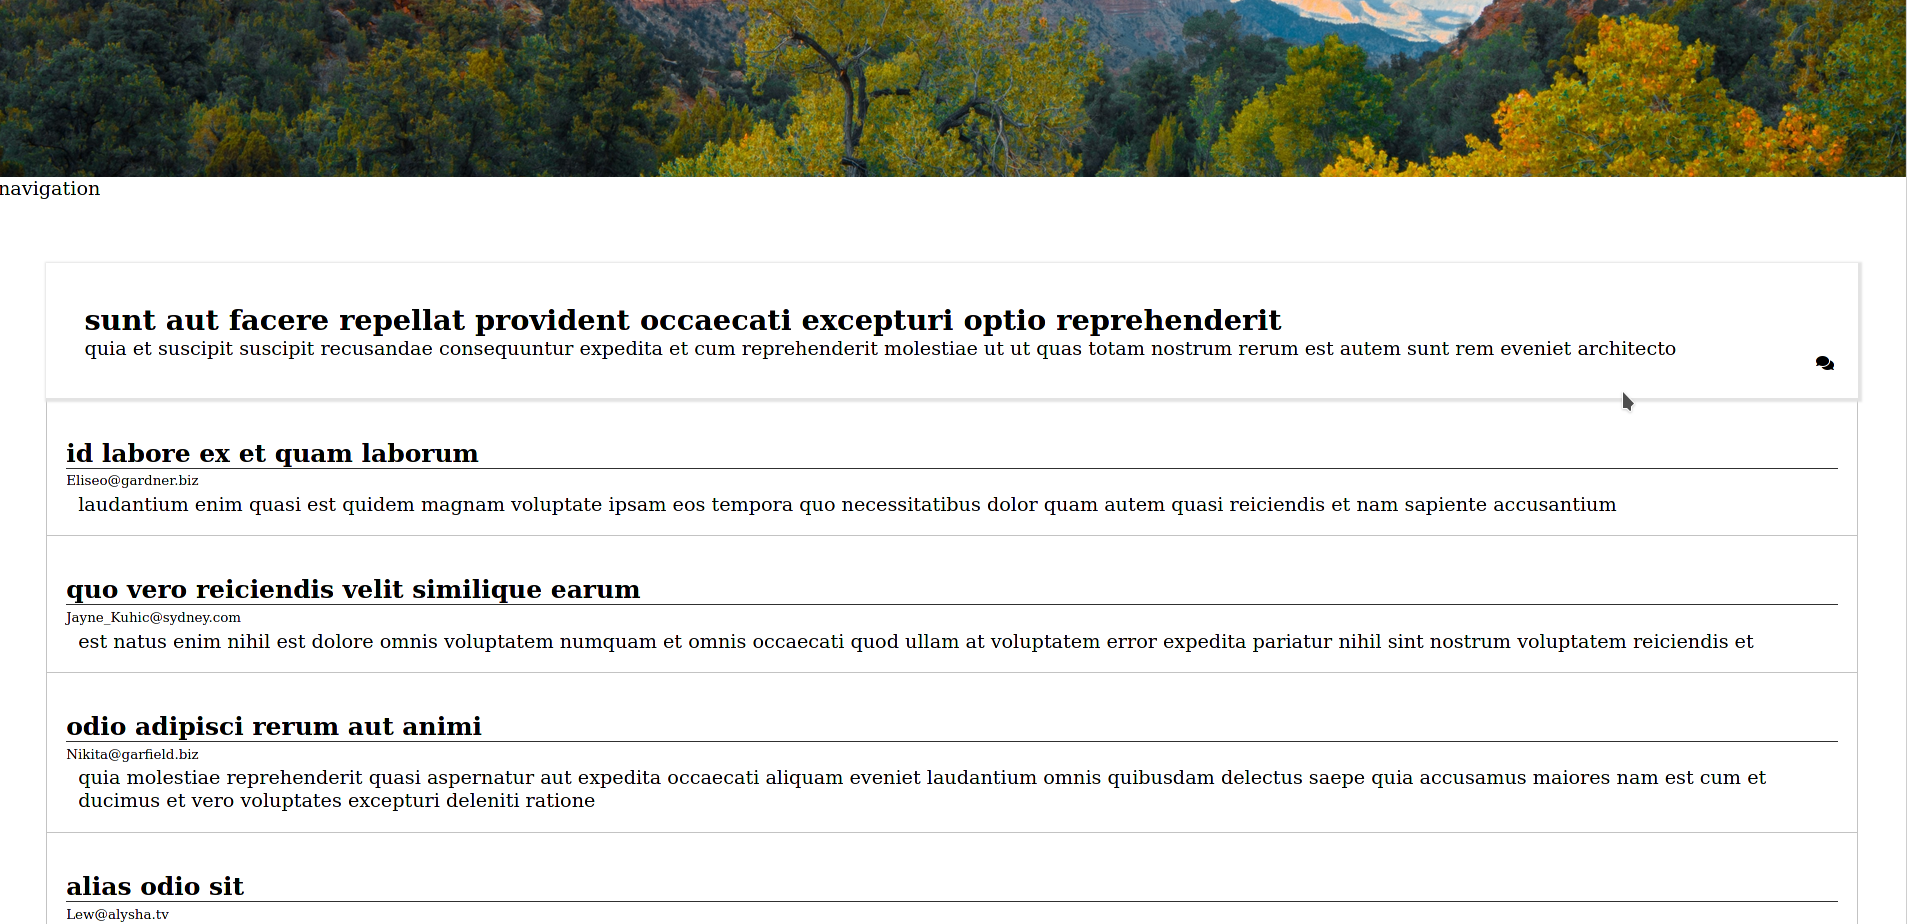 navigation
sunt aut facere repellat provident occaecati excepturi optio reprehenderit
quia et suscipit suscipit recusandae consequuntur expedita et cum reprehenderit molestiae ut ut quas totam nostrum rerum est autem sunt rem eveniet architecto
id labore ex et quam laborum
Eliseo@gardner.biz
laudantium enim quasi est quidem magnam voluptate ipsam eos tempora quo necessitatibus dolor quam autem quasi reiciendis et nam sapiente accusantium
quo vero reiciendis velit similique earum
Jayne_Kuhic@sydney.com
est natus enim nihil est dolore omnis voluptatem numquam et omnis occaecati quod ullam at voluptatem error expedita pariatur nihil sint nostrum voluptatem reiciendis et
odio adipisci rerum aut animi
Nikita@garfield.biz
quia molestiae reprehenderit quasi aspernatur aut expedita occaecati aliquam eveniet laudantium omnis quibusdam delectus saepe quia accusamus maiores nam est cum et
ducimus et vero voluptates excepturi deleniti ratione
alias odio sit
Lew@alysha.tv